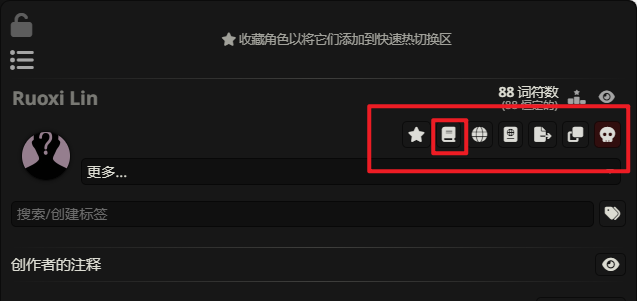 收藏角色以将它们添加到快速热切换区
Ruoxi Lin
88 词符数
(88 恒定的)
更多...
搜索/创建标签
创作者的注释